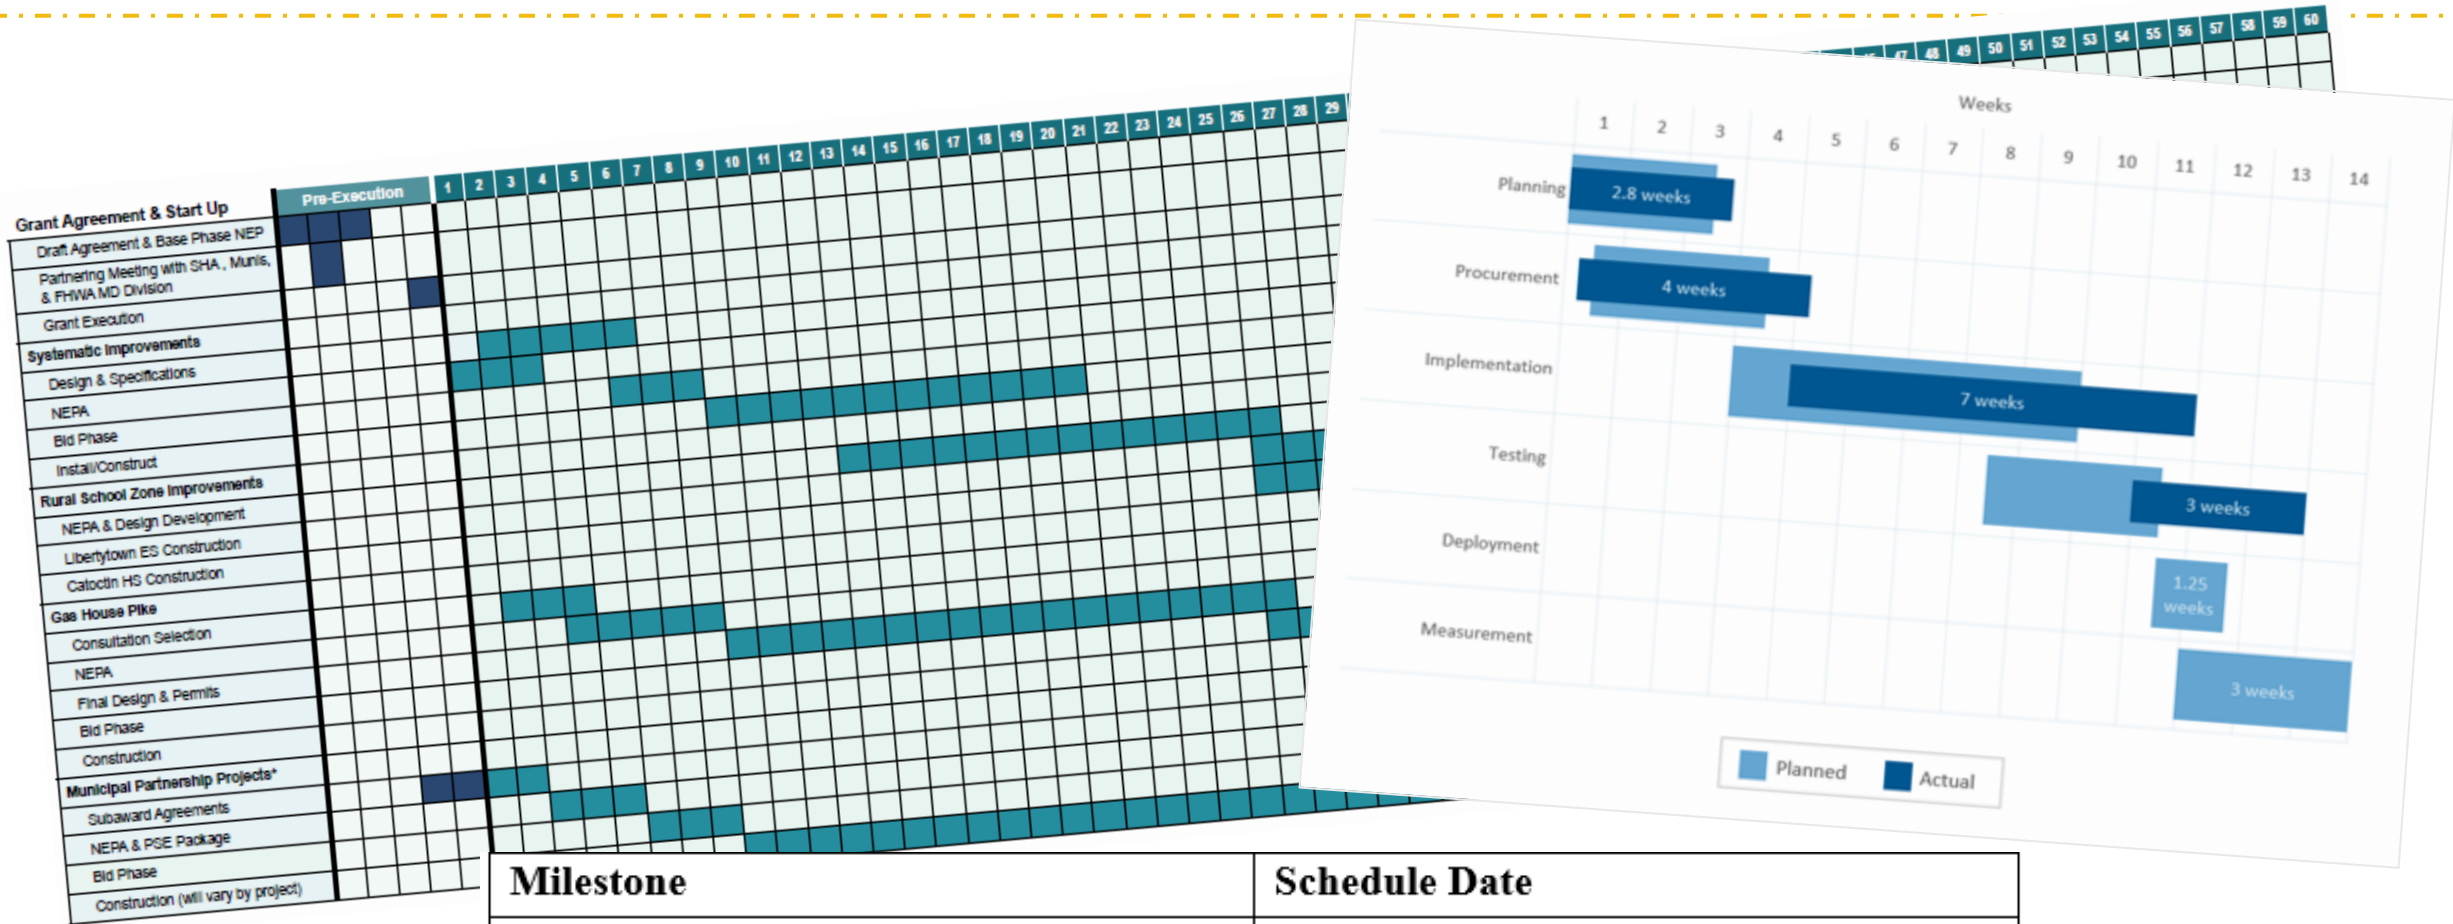 Pre-Execution 1 2 3 4 5 6 7 8 9 10 11 12 13 14 15 16 17 18 19 20 21 22 23 24 25 26 27 28 29
47 48 49 50 51 52 53 54 55 56 57 58 59 60
Grant Agreement & Start Up
Draft Agreement & Base Phase NEP
Partnering Meeting with SHA, Munis,
& FHWA MD Division
Grant Execution
Systematic Improvements
Design & Specifications
NEPA
Bid Phase
Install/Construct
Rural School Zone Improvements
NEPA & Design Development
Libertytown ES Construction
Catoctin HS Construction
Gas House Pike
Consultation Selection
NEPA
Final Design & Permits
Bid Phase
Construction
Municipal Partnership Projects*
Subaward Agreements
NEPA & PSE Package
Bid Phase
Construction (will vary by project)
Weeks
1 2 3 4 5 6 7 8 9 10 11 12 13 14
Planning 2.8 weeks
Procurement 4 weeks
Implementation 7 weeks
Testing 3 weeks
Deployment 1.25
weeks
Measurement 3 weeks
Planned Actual
Milestone Schedule Date